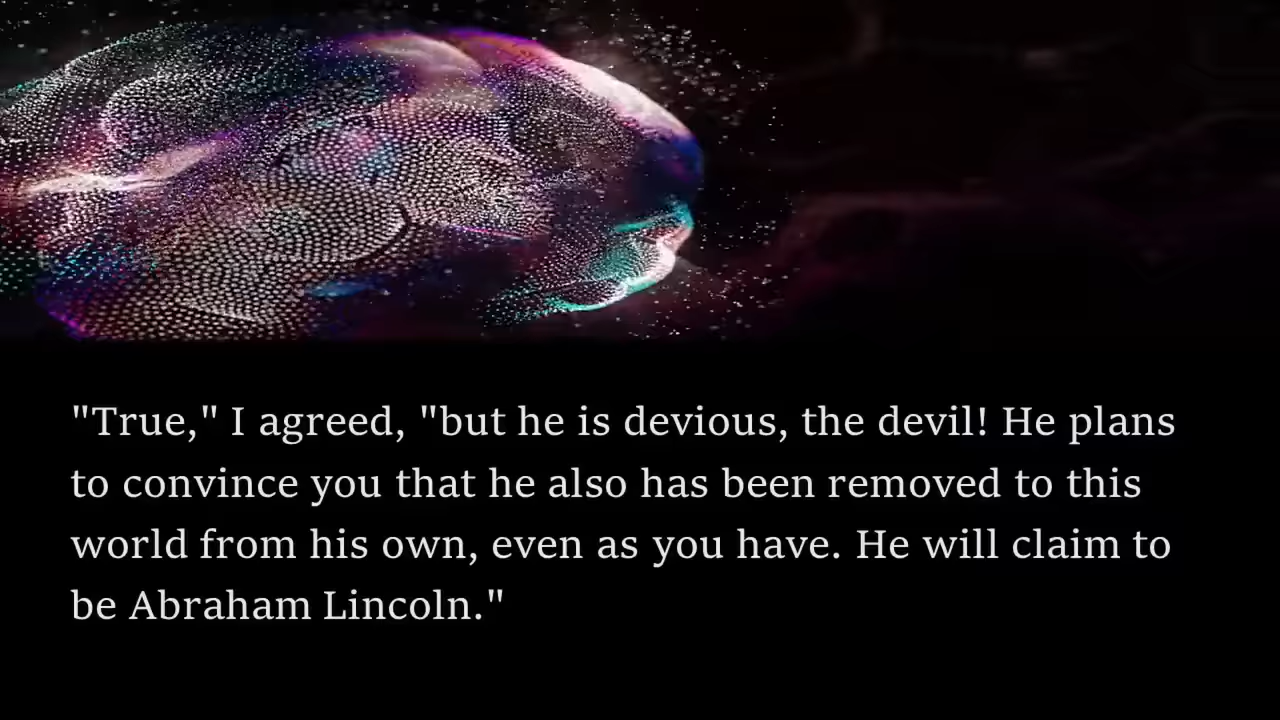 "True," I agreed, "but he is devious, the devil! He plans
to convince you that he also has been removed to this
world from his own, even as you have. He will claim to
be Abraham Lincoln."